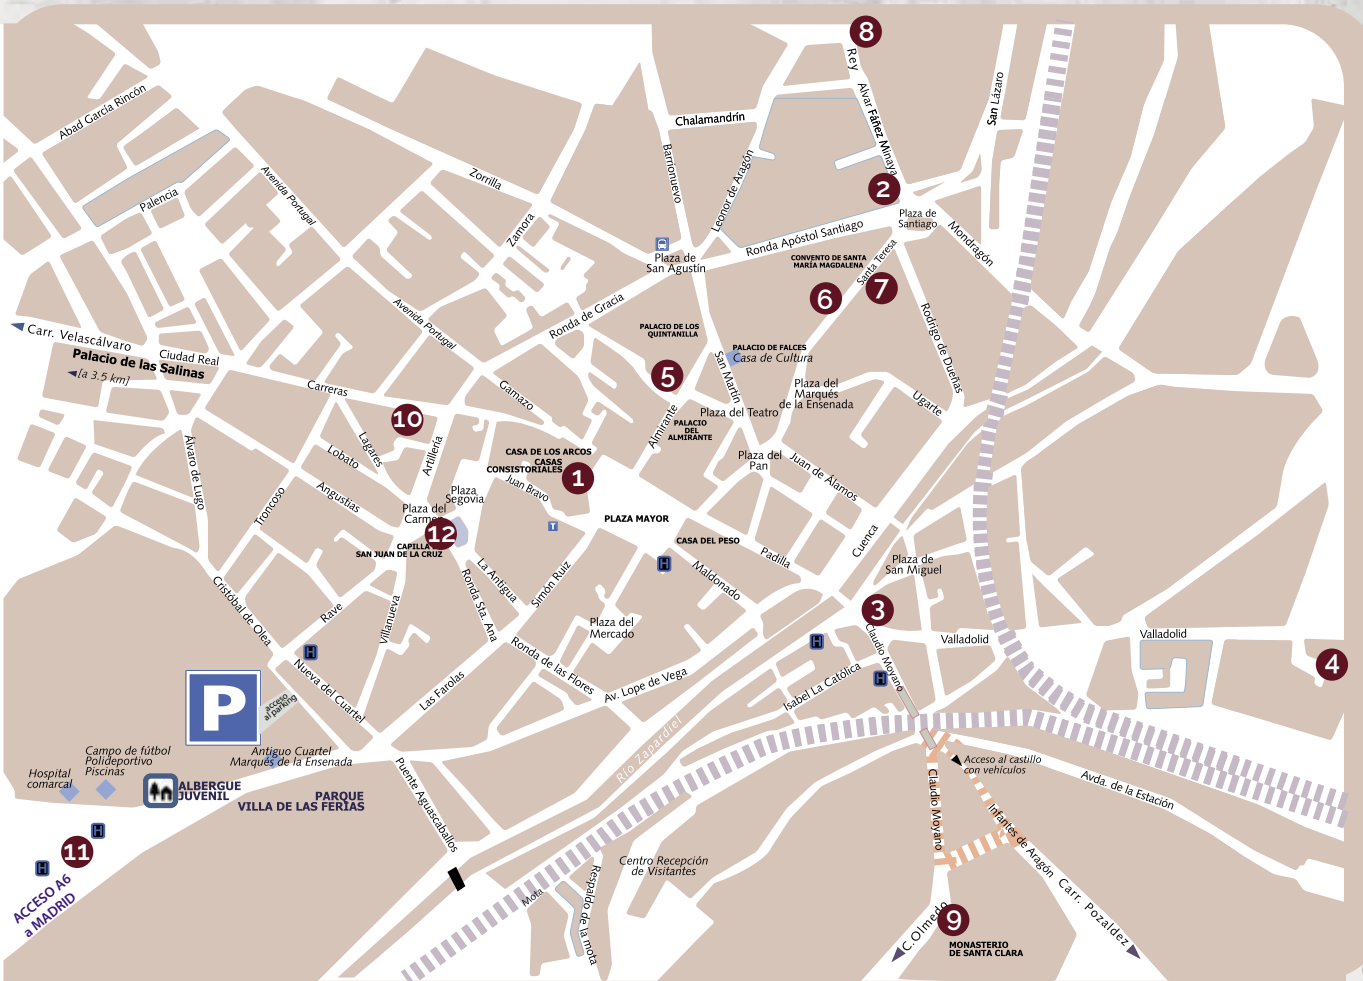 8
Rey
Alvar Fáñez Minaya
San Lázaro
Abad García Rincón
Chalamandrín
Barrionuevo
Leonor de Aragón
Zorrilla
Avenida Portugal
Palencia
2
Plaza de
Santiago
Zamora
Mondragón
Ronda Apóstol Santiago
Plaza de
San Agustín
CONVENTO DE SANTA
MARÍA MAGDALENA
Santa Teresa
6
7
Ronda de Gracia
Avenida Portugal
PALACIO DE LOS
QUINTANILLA
Rodrigo de Dueñas
Carr. Velascálvaro
Ciudad Real
Palacio de las Salinas
[a 3.5 km]
PALACIO DE FALCES
Casa de Cultura
San Martín
5
Carreras
Gamazo
Plaza del
Marqués
de la Ensenada
Ugarte
10
Plaza del Teatro
Almirante
PALACIO
DEL
ALMIRANTE
Lagares
Lobato
Artillería
Álvaro de Lugo
CASA DE LOS ARCOS
CASAS
CONSISTORIALES
1
Plaza del
Pan
Juan de Álamos
Juan Bravo
Angustias
Troncoso
Plaza
Segovia
Plaza del
Carmen
12
T
PLAZA MAYOR
CAPILLA
SAN JUAN DE LA CRUZ
CASA DEL PESO
Padilla
Cuenca
Plaza de
San Miguel
H
Maldonado
La Antigua
Ronda Sta. Ana
Simón Ruiz
Cristóbal de Olea
Rave
Villanueva
Plaza del
Mercado
3
Claudio Moyano
H
Valladolid
Valladolid
4
H
Ronda de las Flores
Nueva del Cuartel
Isabel La Católica
H
Av. Lope de Vega
Las Farolas
P
acceso
al parking
Río Zapardiel
Antiguo Cuartel
Marqués de la Ensenada
Campo de fútbol
Polideportivo
Piscinas
Hospital
comarcal
ALBERGUE
JUVENIL
PARQUE
VILLA DE LAS FERIAS
Puente Aguascaballos
Acceso al castillo
con vehículos
Claudio Moyano
Avda. de la Estación
Infantes de Aragón
Carr. Pozaldez
H
11
H
ACCESO A6
a MADRID
Centro Recepción
de Visitantes
Mota
Respaldo de la mota
C. Olmedo
9
MONASTERIO
DE SANTA CLARA